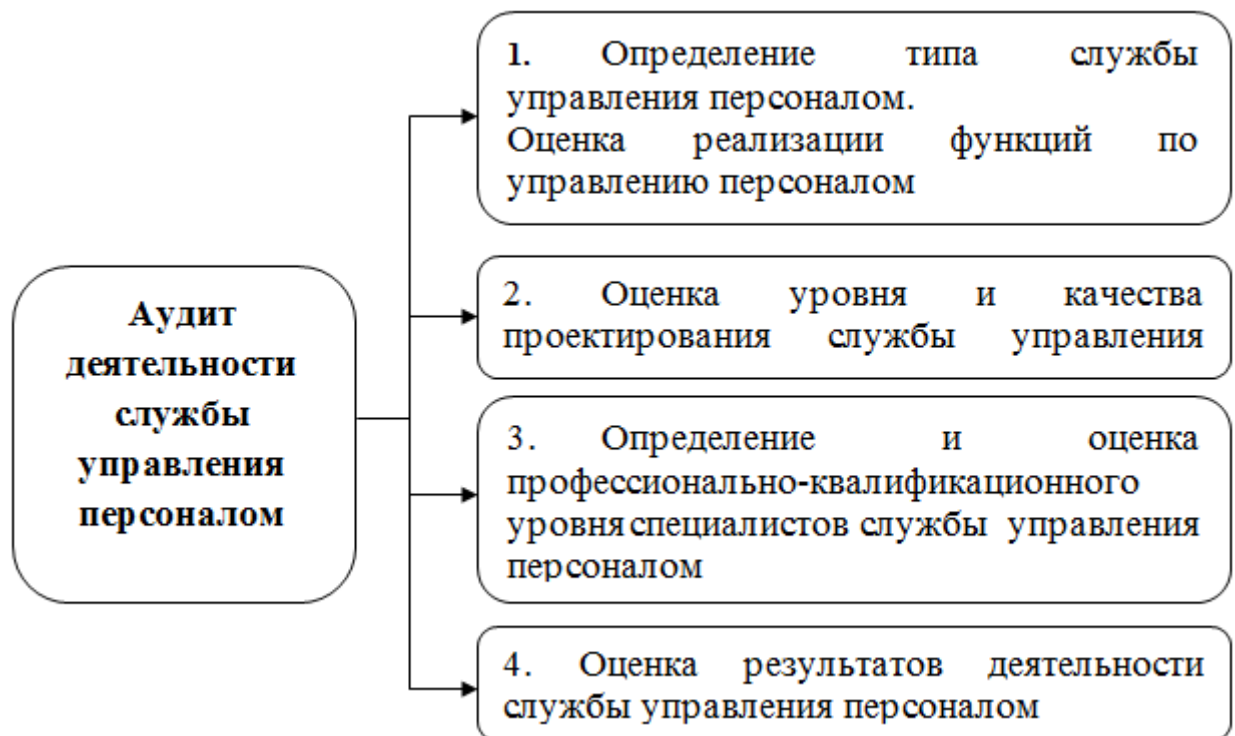 Аудит
деятельности
службы
управления
персоналом
1. Определение типа службы
управления персоналом.
Оценка реализации функций по
управлению персоналом
2. Оценка уровня и качества
проектирования службы управления
3. Определение и оценка
профессионально-квалификационного
уровня специалистов службы управления
персоналом
4. Оценка результатов деятельности
службы управления персоналом